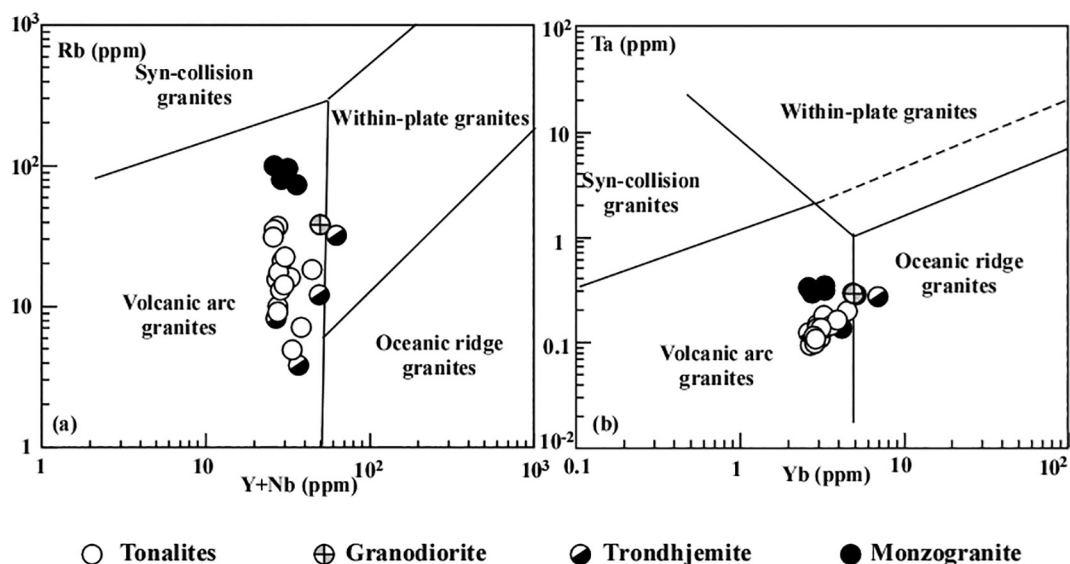 10³
Rb (ppm)
Syn-collision
granites
Within-plate granites
10²
Volcanic arc
granites
10
Oceanic ridge
granites
(a)
1
1
10
10²
10³
Y+Nb (ppm)
10²
Ta (ppm)
Within-plate granites
10
Syn-collision
granites
1
Oceanic ridge
granites
0.1
Volcanic arc
granites
(b)
10⁻²
0.1
1
10
10²
Yb (ppm)
Tonalites
Granodiorite
Trondhjemite
Monzogranite